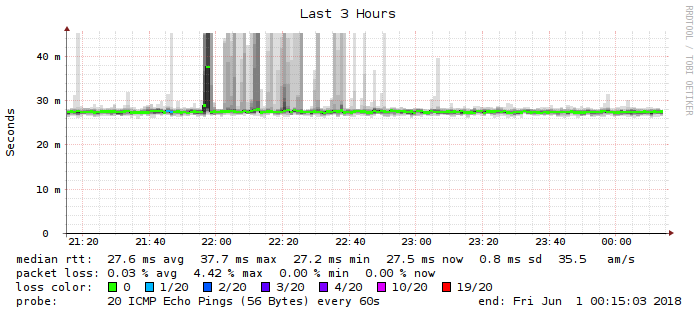 Last 3 Hours
RRDTOOL / TOBI OETIKER
Seconds
40 m
30 m
20 m
10 m
0
21:20 21:40 22:00 22:20 22:40 23:00 23:20 23:40 00:00
median rtt: 27.6 ms avg 37.7 ms max 27.2 ms min 27.5 ms now 0.8 ms sd 35.5 am/s
packet loss: 0.03 % avg 4.42 % max 0.00 % min 0.00 % now
loss color: 0 1/20 2/20 3/20 4/20 10/20 19/20
probe: 20 ICMP Echo Pings (56 Bytes) every 60s end: Fri Jun 1 00:15:03 2018